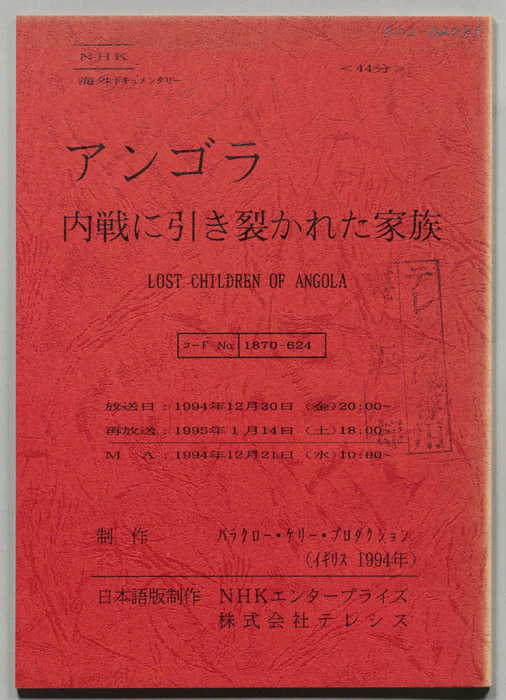 NHK
海外ドキュメンタリー
<44分>
アンゴラ
内戦に引き裂かれた家族
LOST CHILDREN OF ANGOLA
コード No. 1870-624
放送日:1994年12月30日(金)20:00~
再放送:1995年1月14日(土)18:00~
M A:1994年12月21日(水)10:00~
制作 バラクロー・ケリー・プロダクション
(イギリス 1994年)
日本語版制作 NHKエンタープライズ
株式会社テレシス